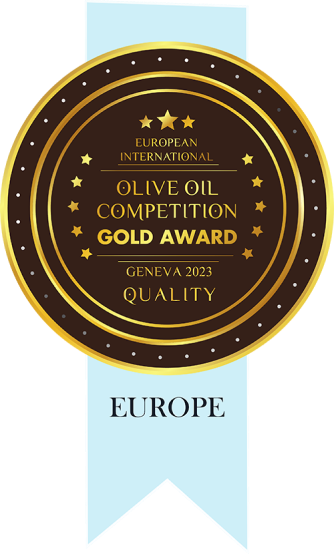 EUROPEAN
INTERNATIONAL
OLIVE OIL
COMPETITION
GOLD AWARD
GENEVA 2023
QUALITY
EUROPE